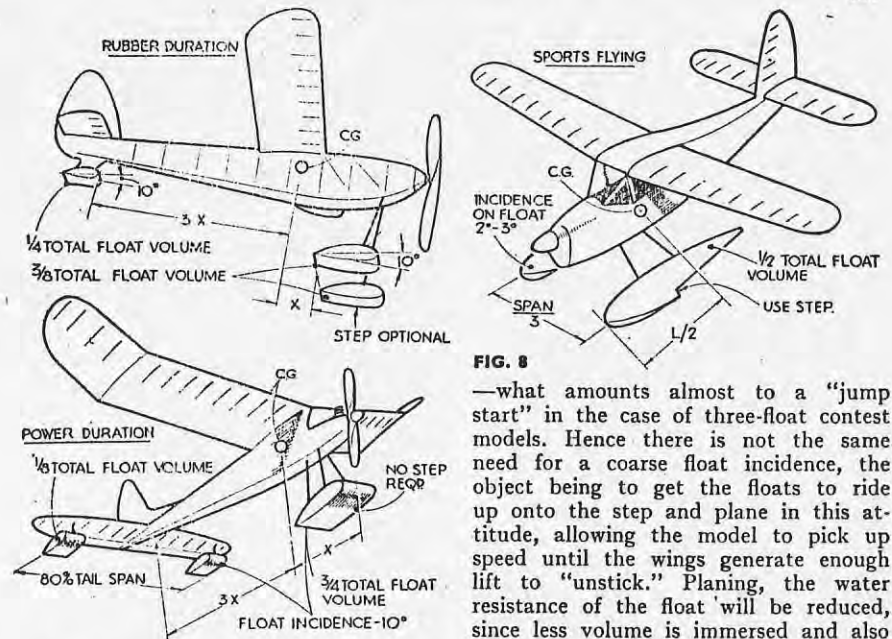 RUBBER DURATION
C.G
10°
3 X
1/4 TOTAL FLOAT VOLUME
3/8 TOTAL FLOAT VOLUME
10°
X
STEP OPTIONAL
SPORTS FLYING
C.G.
INCIDENCE
ON FLOAT
2°-3°
1/2 TOTAL FLOAT
VOLUME
SPAN
3
USE STEP.
L/2
POWER DURATION
C.G
1/8 TOTAL FLOAT VOLUME
NO STEP
REQD
X
80% TAIL SPAN
3 X
3/4 TOTAL FLOAT
VOLUME
FLOAT INCIDENCE-10°
FIG. 8
—what amounts almost to a “jump
start” in the case of three-float contest
models. Hence there is not the same
need for a coarse float incidence, the
object being to get the floats to ride
up onto the step and plane in this at-
titude, allowing the model to pick up
speed until the wings generate enough
lift to “unstick.” Planing, the water
resistance of the float will be reduced,
since less volume is immersed and also